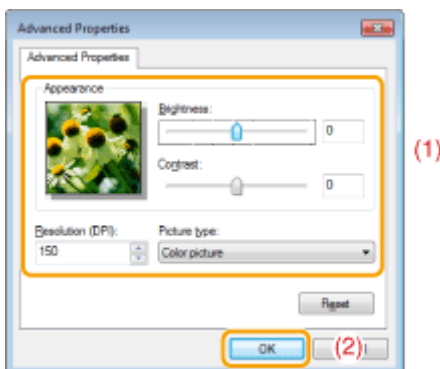 Advanced Properties
Advanced Properties
Appearance
Brightness:
0
(1)
Contrast:
0
Resolution (DPI):
Picture type:
150
Color picture
Reset
OK
(2)